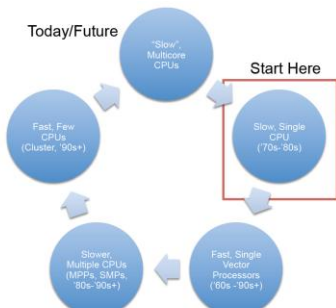 Today/Future
"Slow",
Multicore
CPUs
Start Here
Slow, Single
CPU
('70s-'80s)
Fast, Single
Vector
Processors
('60s -'90s+)
Slower,
Multiple CPUs
(MPPs, SMPs,
'80s-'90s+)
Fast, Few
CPUs
(Cluster, '90s+)